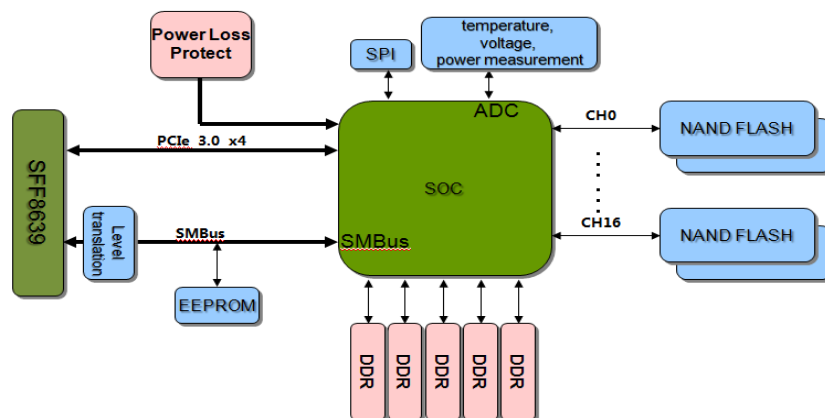 Power Loss
Protect
SPI
temperature,
voltage,
power measurement
ADC
CH0
NAND FLASH
PCIe 3.0 x4
SFF8639
SOC
Level
translation
SMBus
SMBus
CH16
NAND FLASH
EEPROM
DDR
DDR
DDR
DDR
DDR